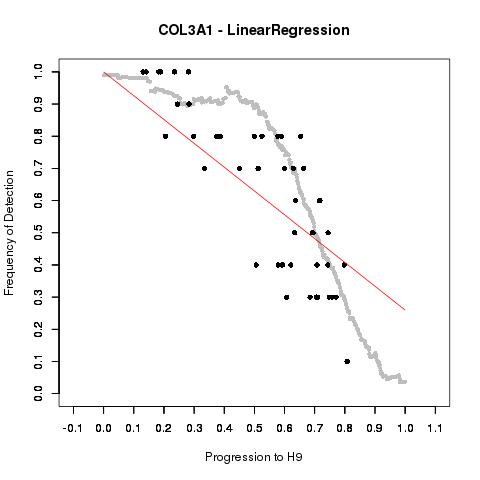 COL3A1 - LinearRegression
1.0
0.9
0.8
0.7
0.6
0.5
0.4
0.3
0.2
0.1
0.0
Frequency of Detection
-0.1 0.0 0.1 0.2 0.3 0.4 0.5 0.6 0.7 0.8 0.9 1.0 1.1
Progression to H9